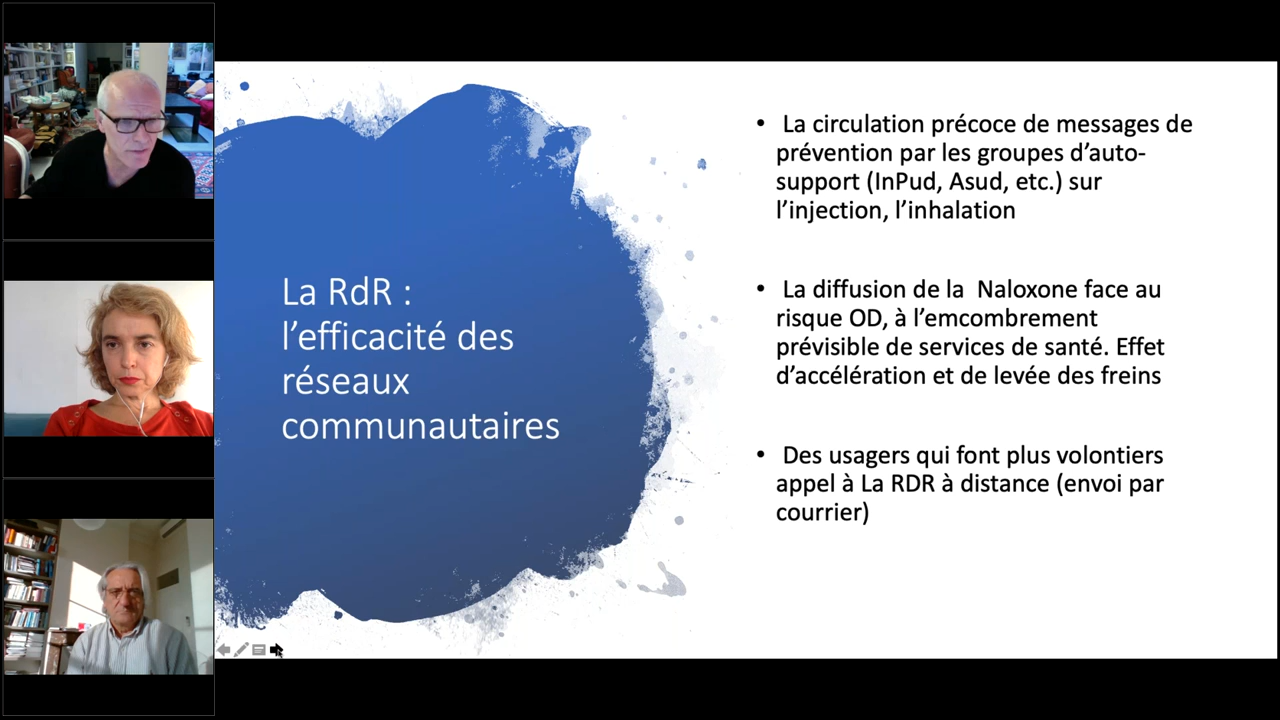 La RdR :
l’efficacité des
réseaux
communautaires
• La circulation précoce de messages de
prévention par les groupes d’auto-
support (InPud, Asud, etc.) sur
l’injection, l’inhalation
• La diffusion de la  Naloxone face au
risque OD, à l’emcombrement
prévisible de services de santé. Effet
d’accélération et de levée des freins
• Des usagers qui font plus volontiers
appel à La RDR à distance (envoi par
courrier)